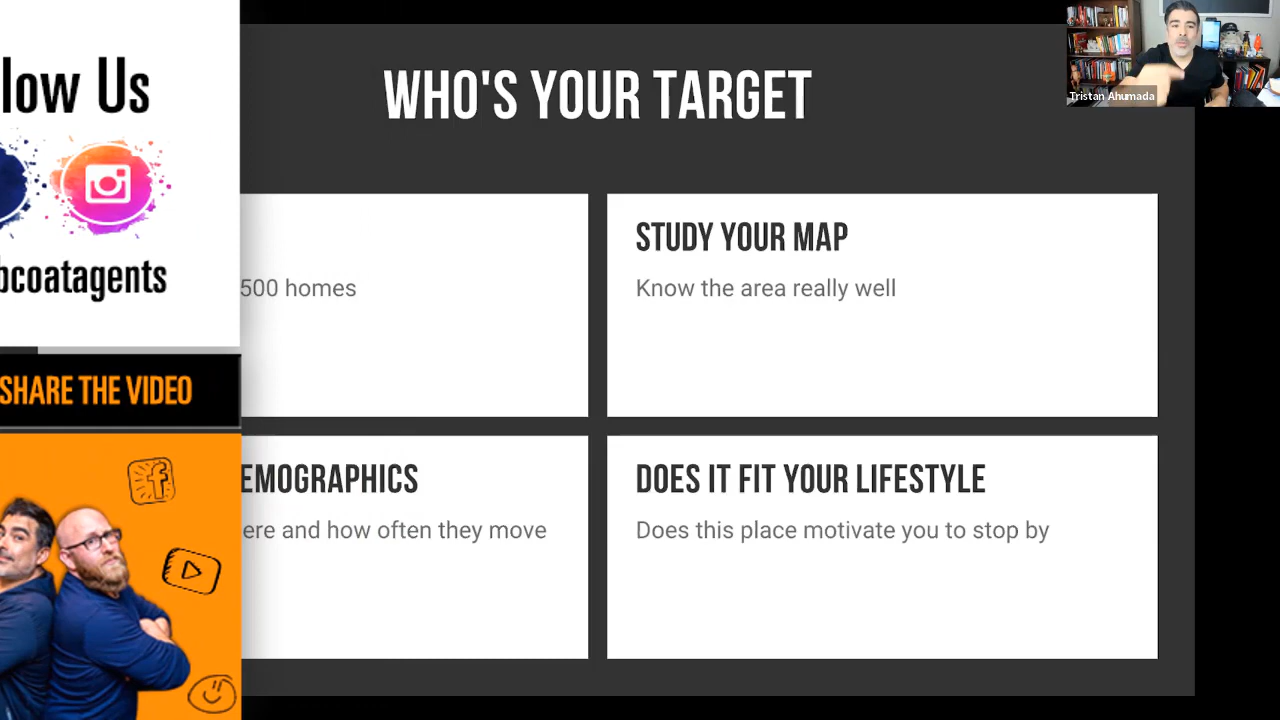 low Us
bcoatagents
SHARE THE VIDEO
WHO'S YOUR TARGET
500 homes
STUDY YOUR MAP
Know the area really well
EMOGRAPHICS
ere and how often they move
DOES IT FIT YOUR LIFESTYLE
Does this place motivate you to stop by
Tristan Ahumada